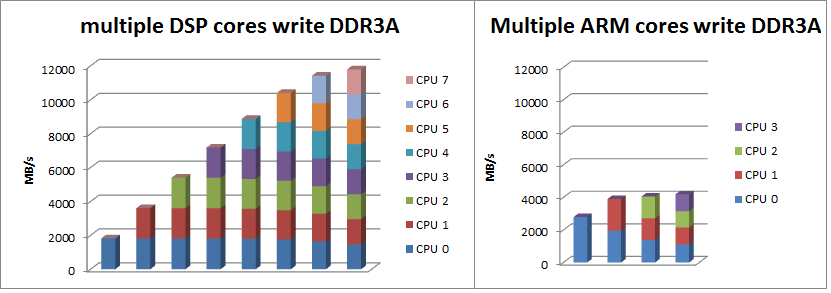 multiple DSP cores write DDR3A
12000
10000
8000
6000
4000
2000
0
MB/s
CPU 7
CPU 6
CPU 5
CPU 4
CPU 3
CPU 2
CPU 1
CPU 0
Multiple ARM cores write DDR3A
12000
10000
8000
6000
4000
2000
0
MB/s
CPU 3
CPU 2
CPU 1
CPU 0